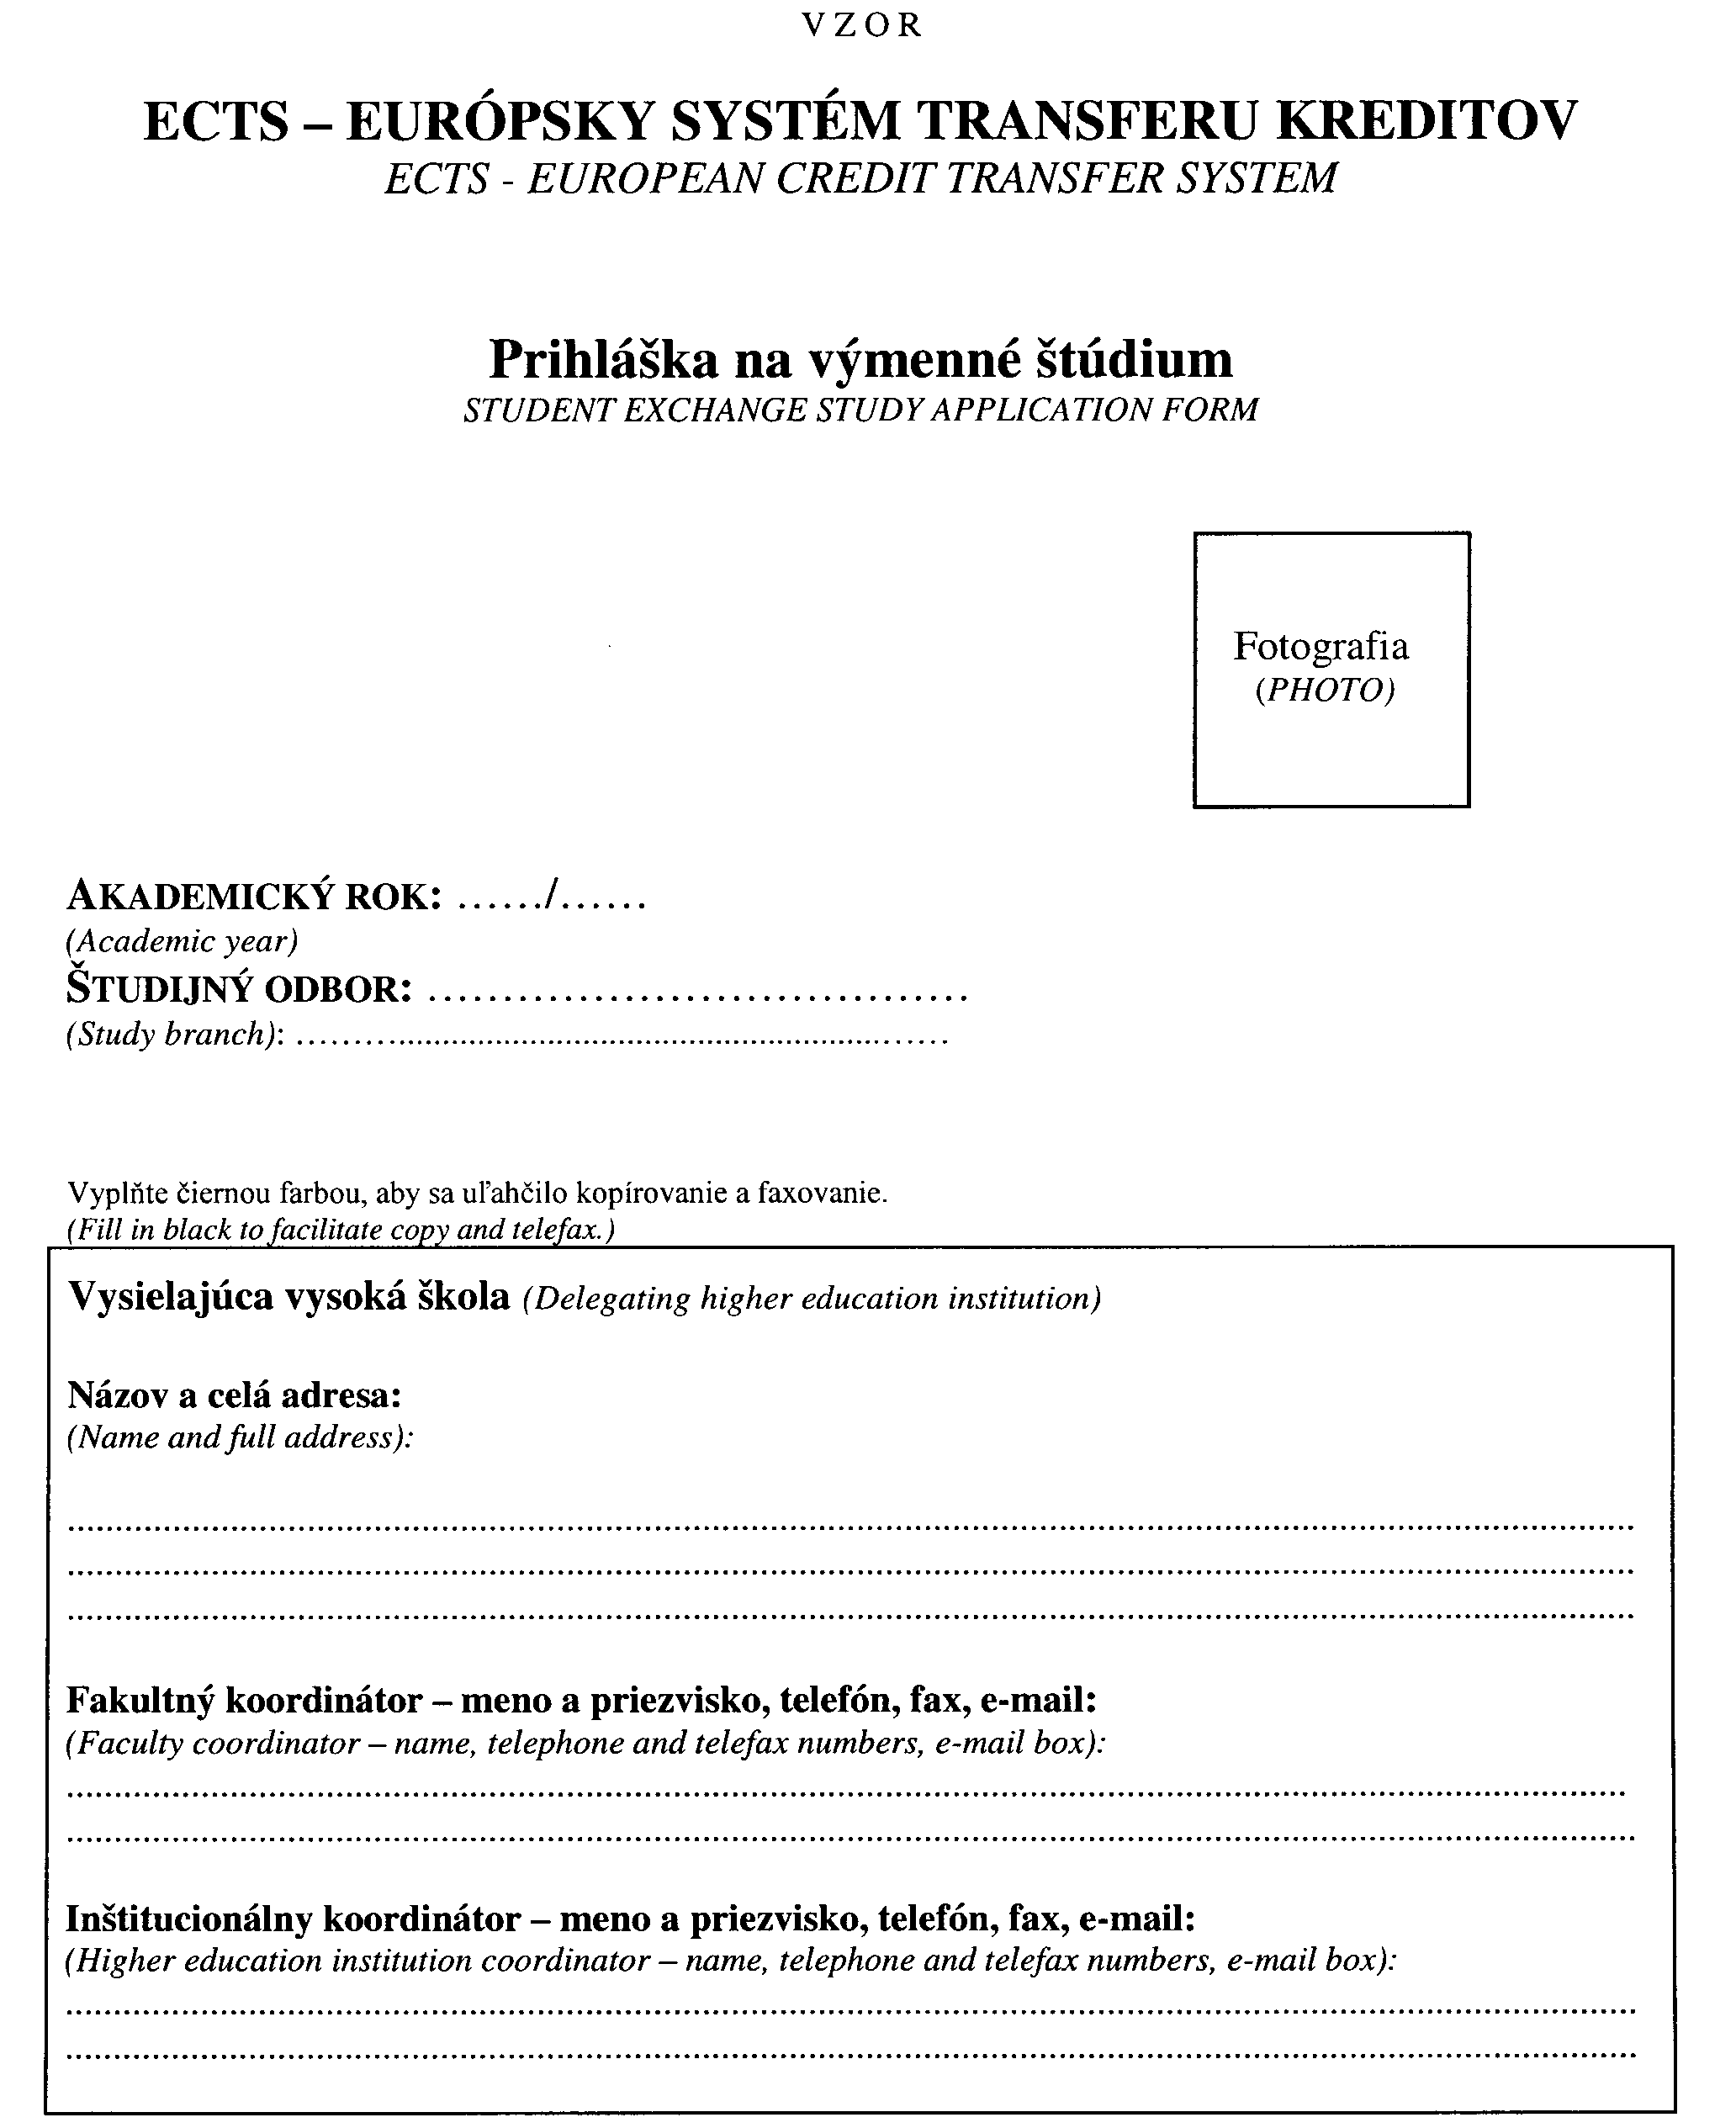 VZOR
ECTS – EURÓPSKY SYSTÉM TRANSFERU KREDITOV
ECTS - EUROPEAN CREDIT TRANSFER SYSTEM
Prihláška na výmenné štúdium
STUDENT EXCHANGE STUDY APPLICATION FORM
Fotografia
(PHOTO)
AKADEMICKÝ ROK: ....../......
(Academic year)
ŠTUDIJNÝ ODBOR: ....................................
(Study branch): ....................................................................
Vyplňte čiernou farbou, aby sa uľahčilo kopírovanie a faxovanie.
(Fill in black to facilitate copy and telefax.)
Vysielajúca vysoká škola (Delegating higher education institution)
Názov a celá adresa:
(Name and full address):
........................................................................................................................
........................................................................................................................
........................................................................................................................
Fakultný koordinátor – meno a priezvisko, telefón, fax, e-mail:
(Faculty coordinator – name, telephone and telefax numbers, e-mail box):
........................................................................................................................
........................................................................................................................
Inštitucionálny koordinátor – meno a priezvisko, telefón, fax, e-mail:
(Higher education institution coordinator – name, telephone and telefax numbers, e-mail box):
........................................................................................................................
........................................................................................................................